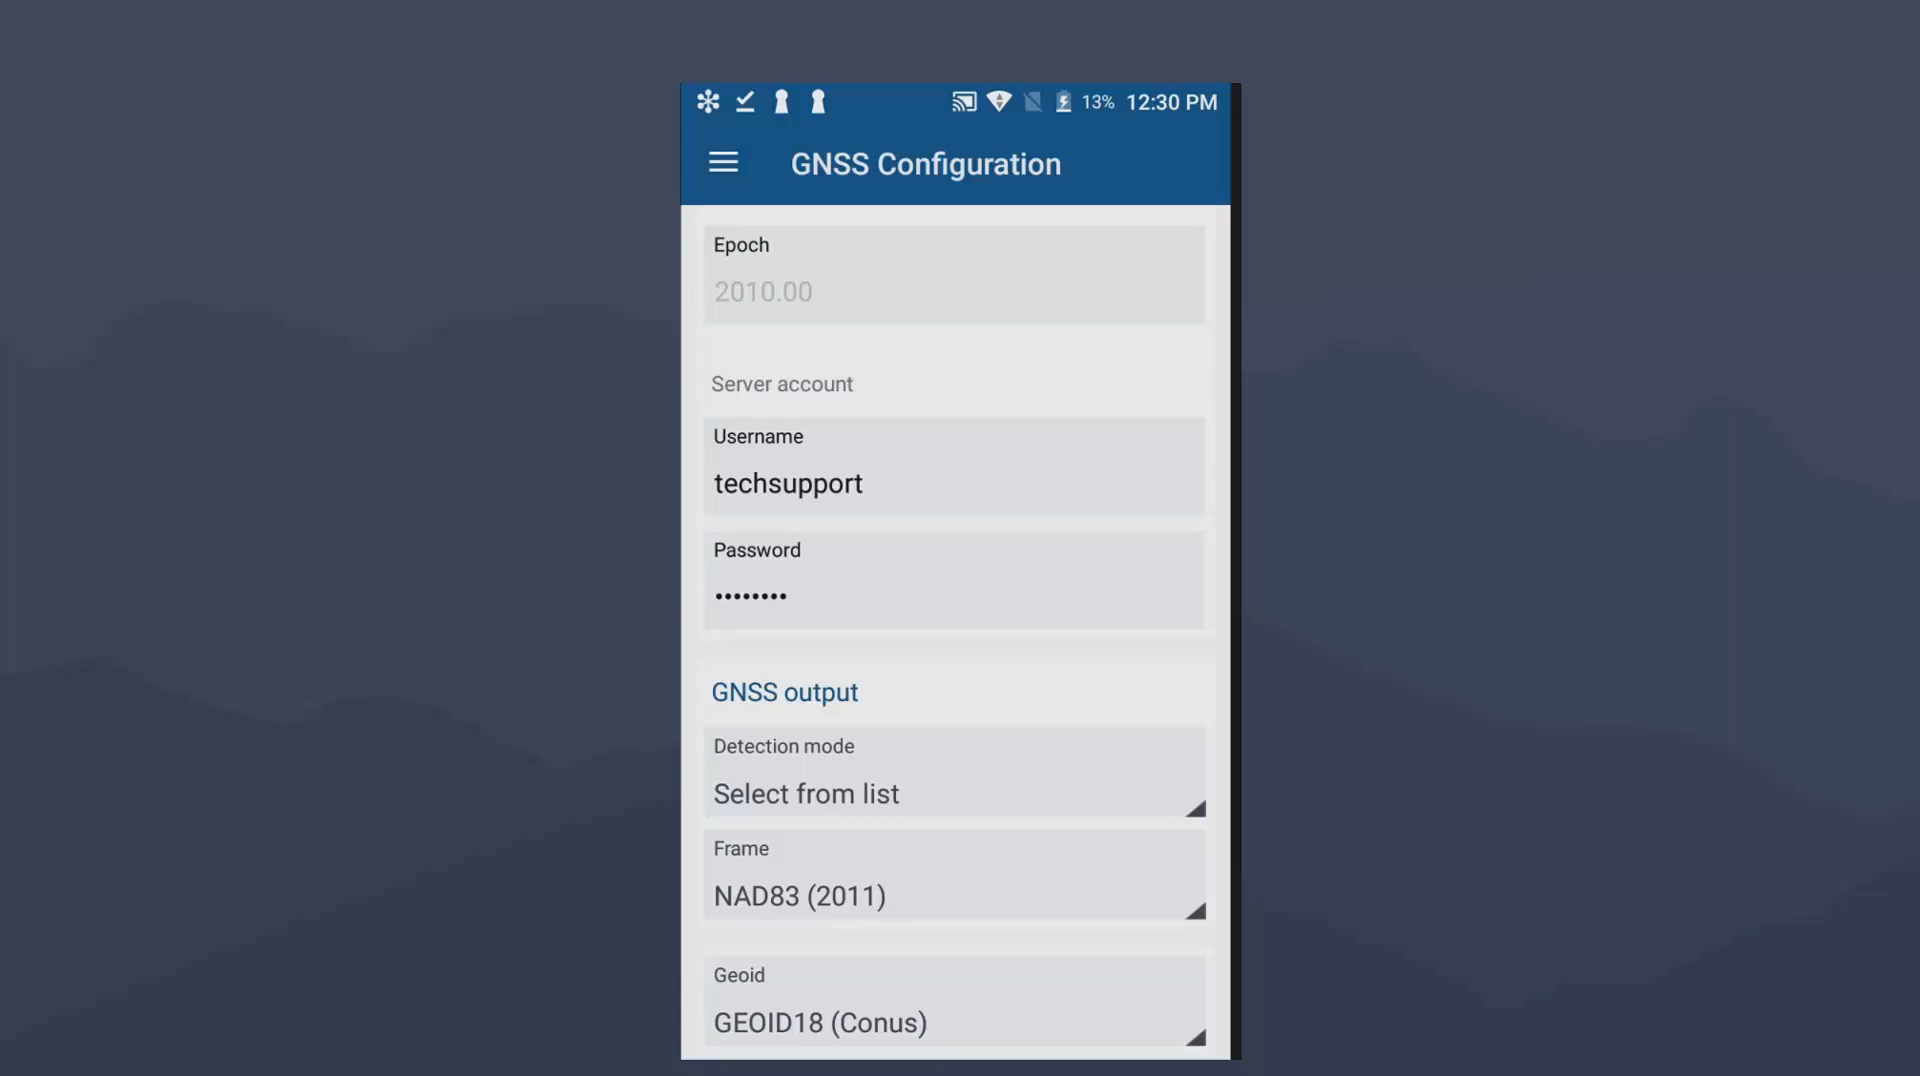 13% 12:30 PM
GNSS Configuration
Epoch
2010.00
Server account
Username
techsupport
Password
••••••••
GNSS output
Detection mode
Select from list
Frame
NAD83 (2011)
Geoid
GEOID18 (Conus)